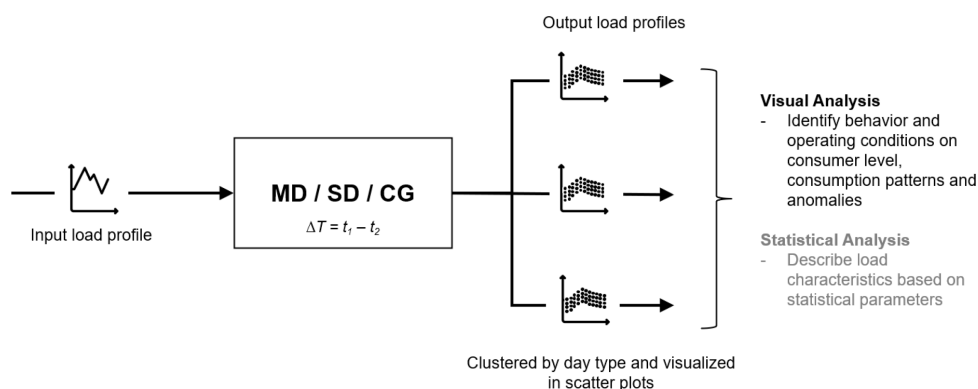 Output load profiles
Input load profile
MD / SD / CG
ΔT = t₁ – t₂
Clustered by day type and visualized
in scatter plots
Visual Analysis
- Identify behavior and
operating conditions on
consumer level,
consumption patterns and
anomalies
Statistical Analysis
- Describe load
characteristics based on
statistical parameters